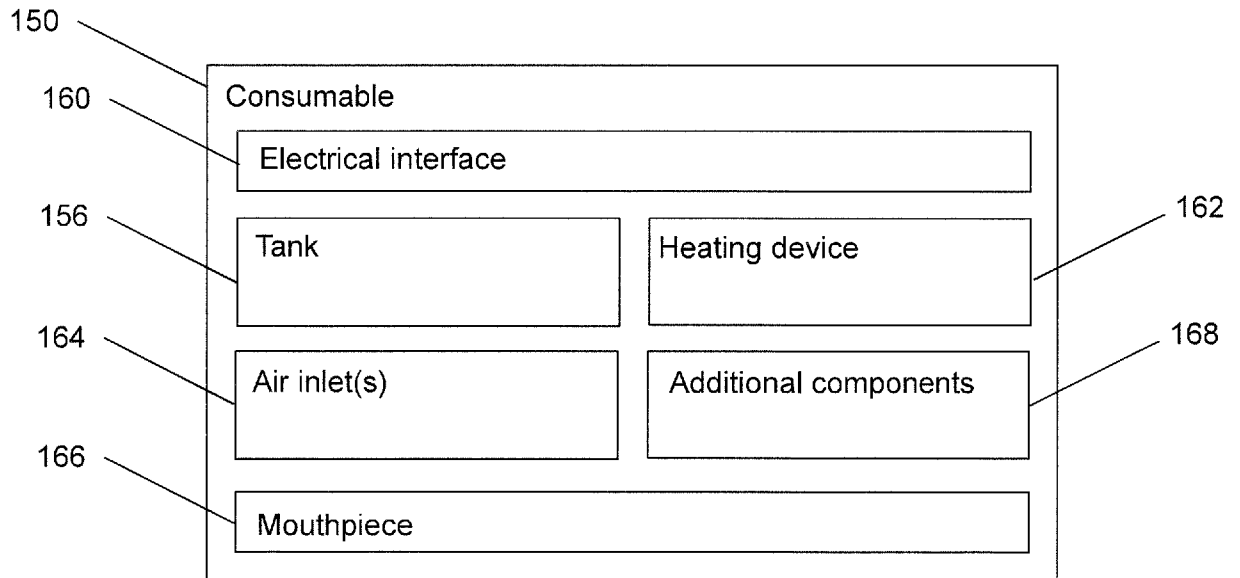 150
Consumable
160
Electrical interface
156
Tank
Heating device
162
164
Air inlet(s)
Additional components
168
166
Mouthpiece